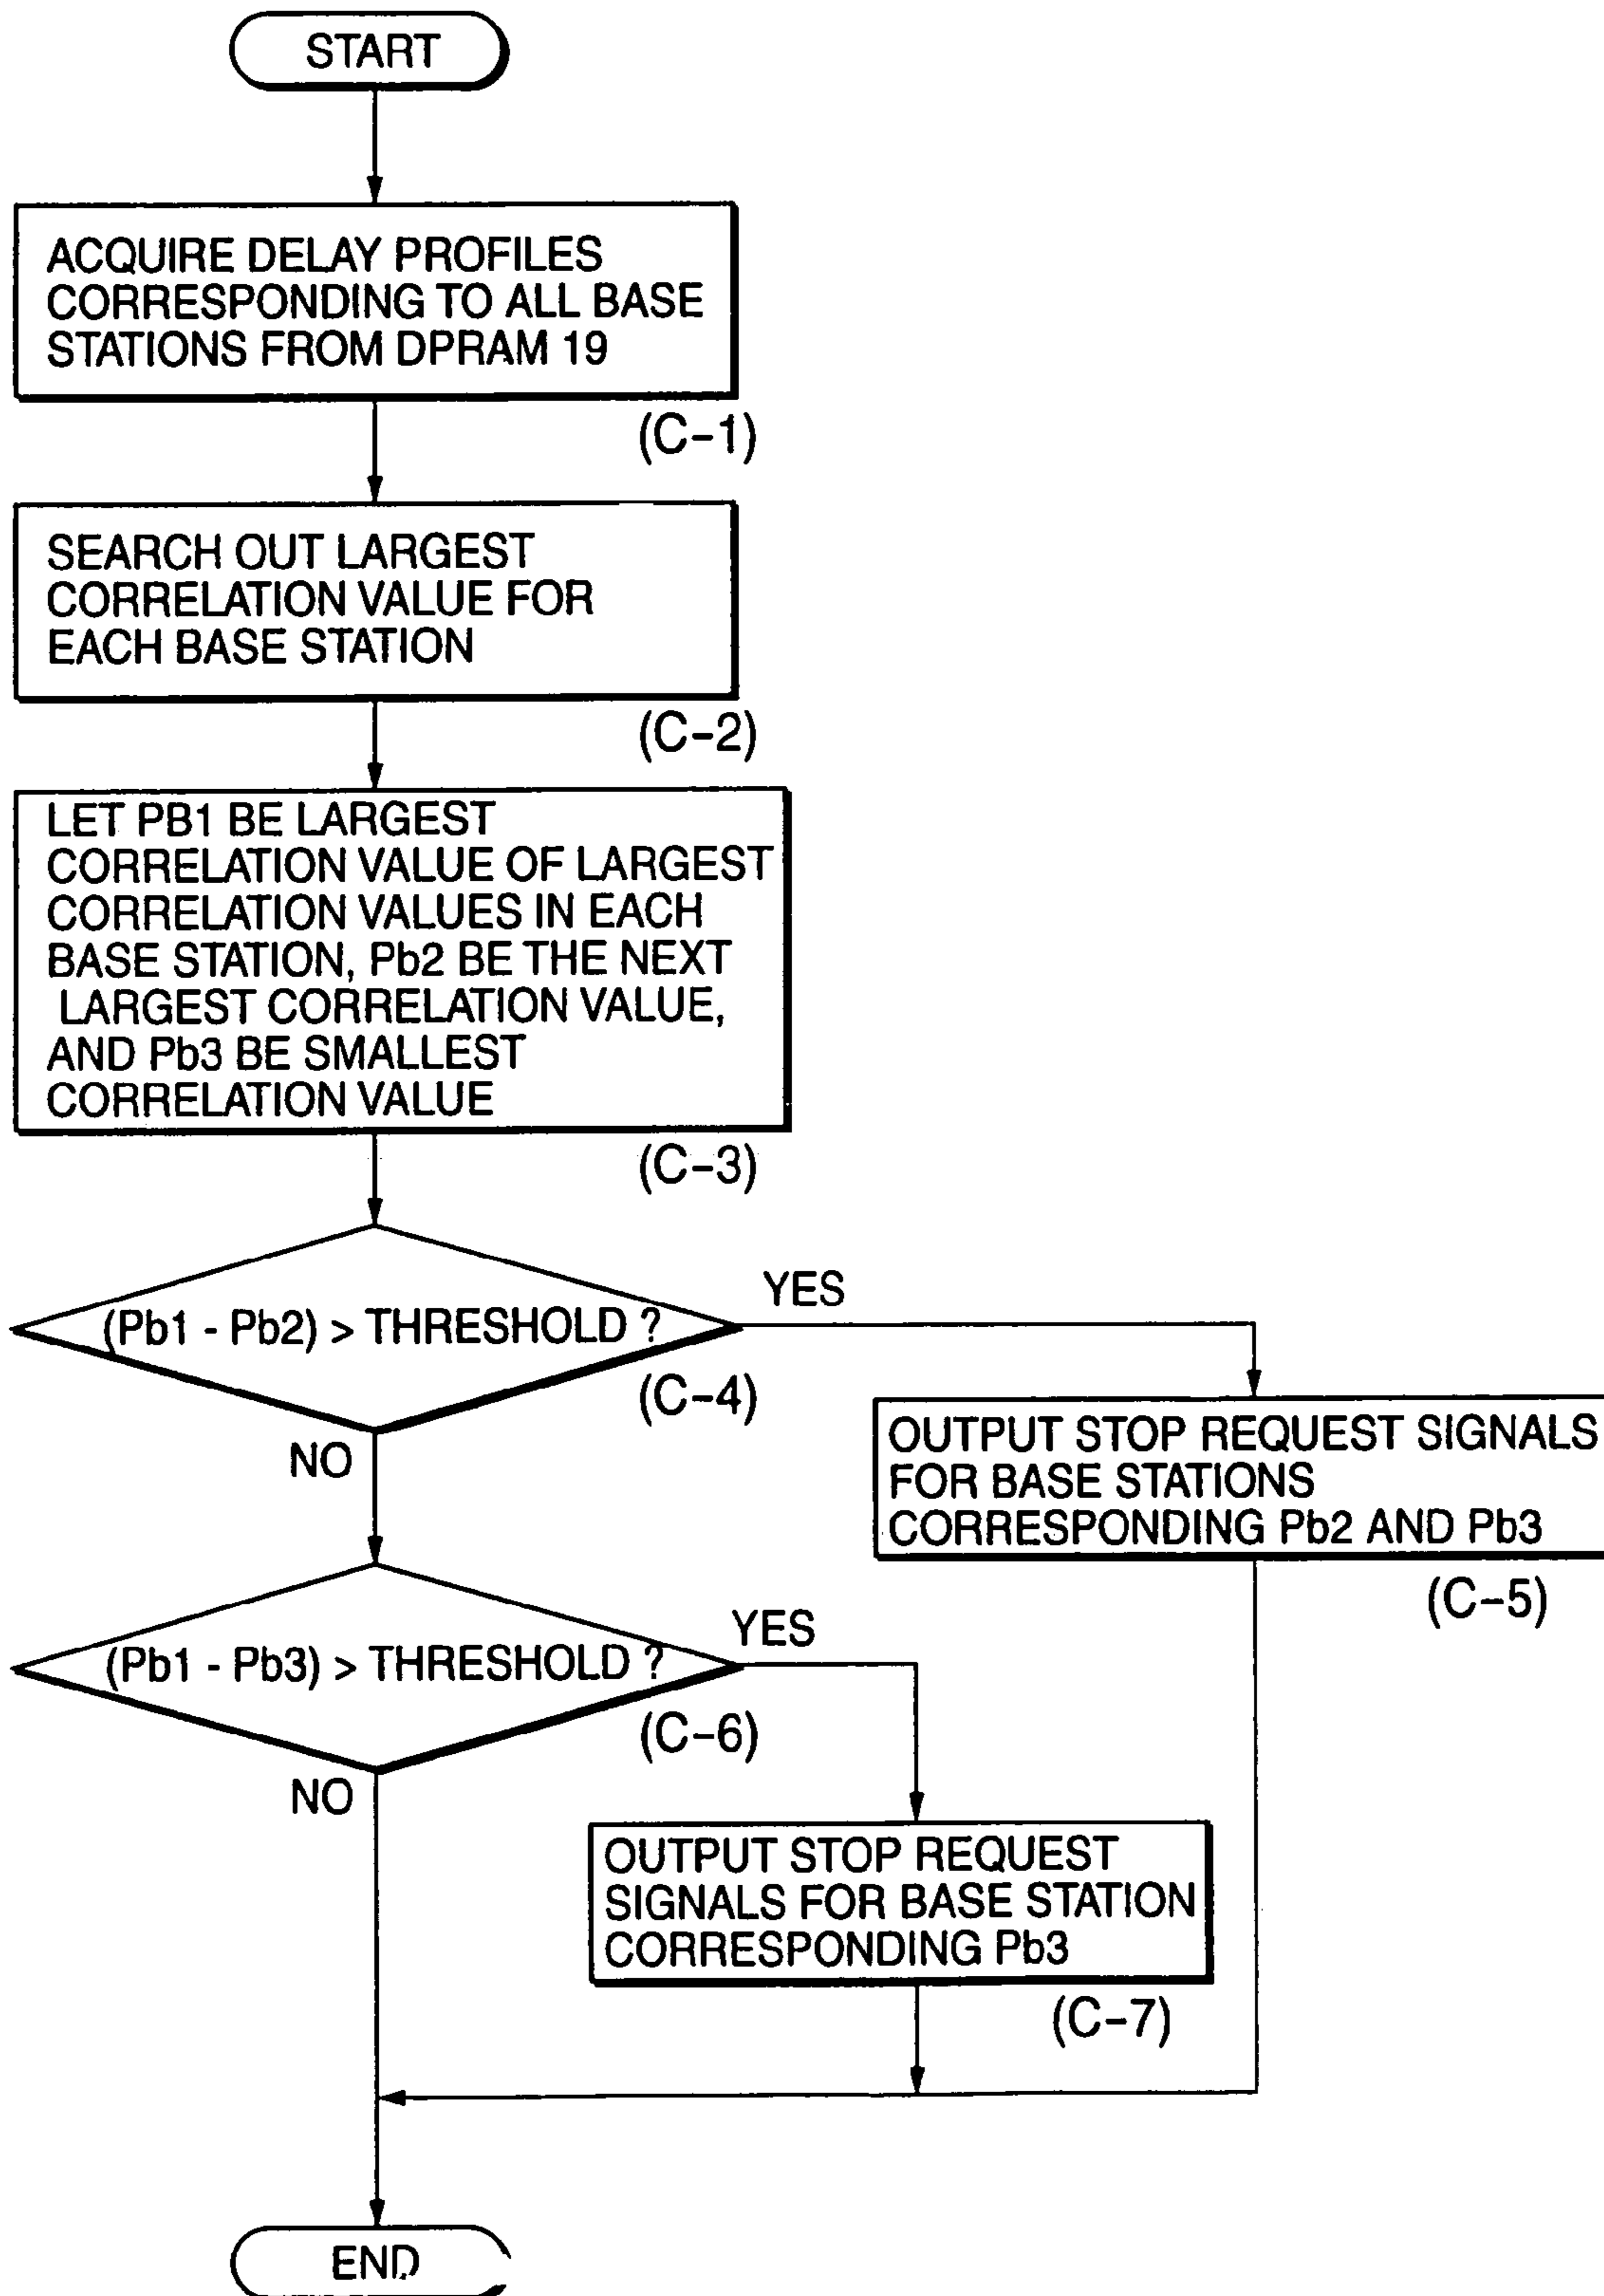 START
ACQUIRE DELAY PROFILES
CORRESPONDING TO ALL BASE
STATIONS FROM DPRAM 19
(C-1)
SEARCH OUT LARGEST
CORRELATION VALUE FOR
EACH BASE STATION
(C-2)
LET PB1 BE LARGEST
CORRELATION VALUE OF LARGEST
CORRELATION VALUES IN EACH
BASE STATION, Pb2 BE THE NEXT
LARGEST CORRELATION VALUE,
AND Pb3 BE SMALLEST
CORRELATION VALUE
(C-3)
(Pb1 - Pb2) > THRESHOLD ?
YES
(C-4)
NO
OUTPUT STOP REQUEST SIGNALS
FOR BASE STATIONS
CORRESPONDING Pb2 AND Pb3
(C-5)
(Pb1 - Pb3) > THRESHOLD ?
YES
(C-6)
NO
OUTPUT STOP REQUEST
SIGNALS FOR BASE STATION
CORRESPONDING Pb3
(C-7)
END